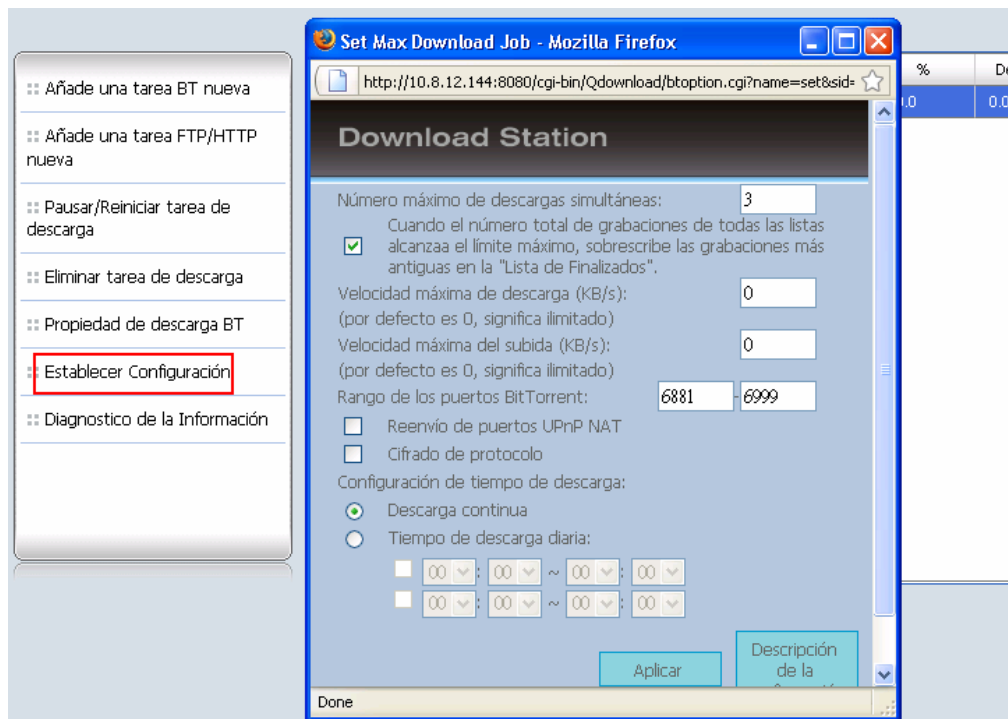 Añade una tarea BT nueva
Añade una tarea FTP/HTTP
nueva
Pausar/Reiniciar tarea de
descarga
Eliminar tarea de descarga
Propiedad de descarga BT
Establecer Configuración
Diagnostico de la Información
Set Max Download Job - Mozilla Firefox
http://10.8.12.144:8080/cgi-bin/Qdownload/btoption.cgi?name=set&sid=
Download Station
Número máximo de descargas simultáneas: 3
Cuando el número total de grabaciones de todas las listas
alcanzaa el límite máximo, sobrescribe las grabaciones más
antiguas en la "Lista de Finalizados".
Velocidad máxima de descarga (KB/s): 0
(por defecto es 0, significa ilimitado)
Velocidad máxima del subida (KB/s): 0
(por defecto es 0, significa ilimitado)
Rango de los puertos BitTorrent: 6881 - 6999
Reenvío de puertos UPnP NAT
Cifrado de protocolo
Configuración de tiempo de descarga:
Descarga continua
Tiempo de descarga diaria:
00 : 00 ~ 00 : 00
00 : 00 ~ 00 : 00
Aplicar
Descripción
de la
Done
% De
.0 0.0